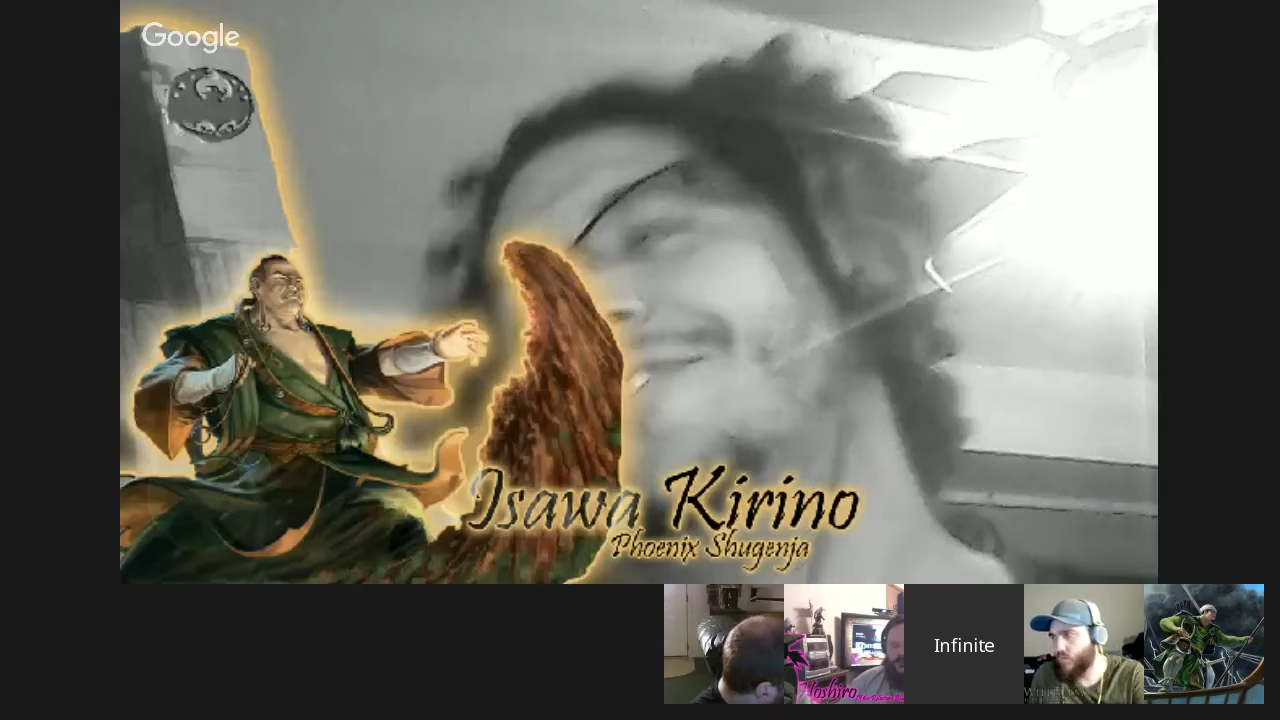 Google
Isawa Kirino
Phoenix Shugenja
Infinite
Hoshiro